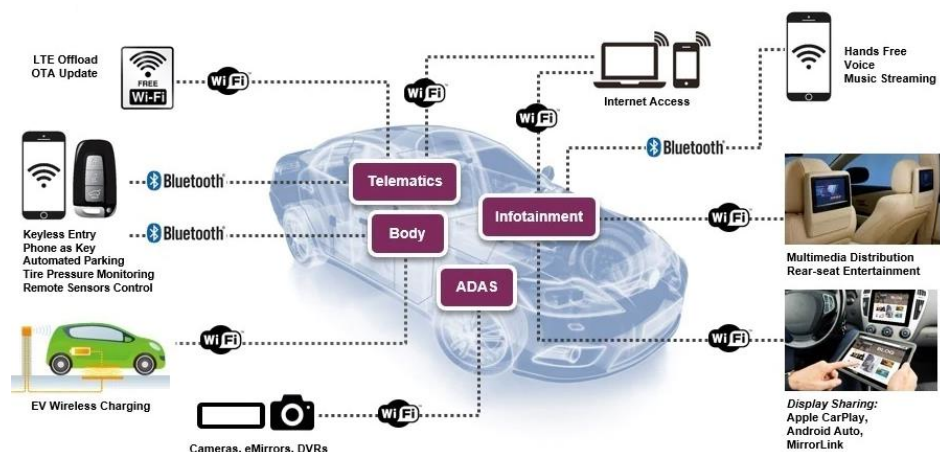 LTE Offload
OTA Update
FREE
Wi-Fi
WiFi
WiFi
Internet Access
WiFi
Hands Free
Voice
Music Streaming
Bluetooth
Bluetooth
Telematics
Keyless Entry
Phone as Key
Automated Parking
Tire Pressure Monitoring
Remote Sensors Control
Bluetooth
Body
Infotainment
WiFi
Multimedia Distribution
Rear-seat Entertainment
ADAS
EV Wireless Charging
WiFi
WiFi
BLOG
BLOG
Display Sharing:
Apple CarPlay,
Android Auto,
MirrorLink
WiFi
Cameras, eMirrors, DVRs